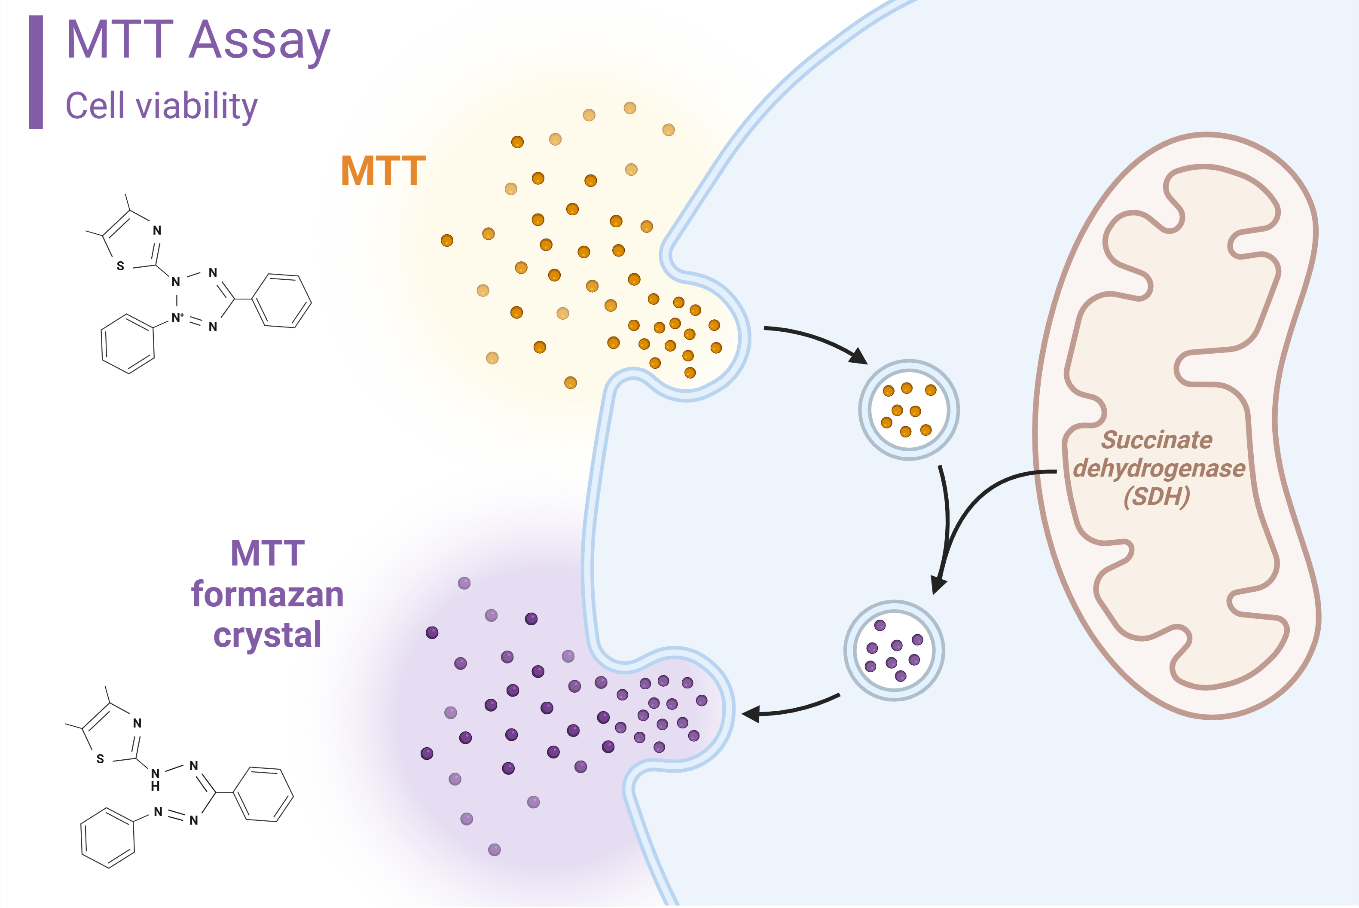 MTT Assay
Cell viability
MTT
N
S
N
N
N⁺
N
MTT
formazan
crystal
N
S
N
H
N
N
N
Succinate
dehydrogenase
(SDH)